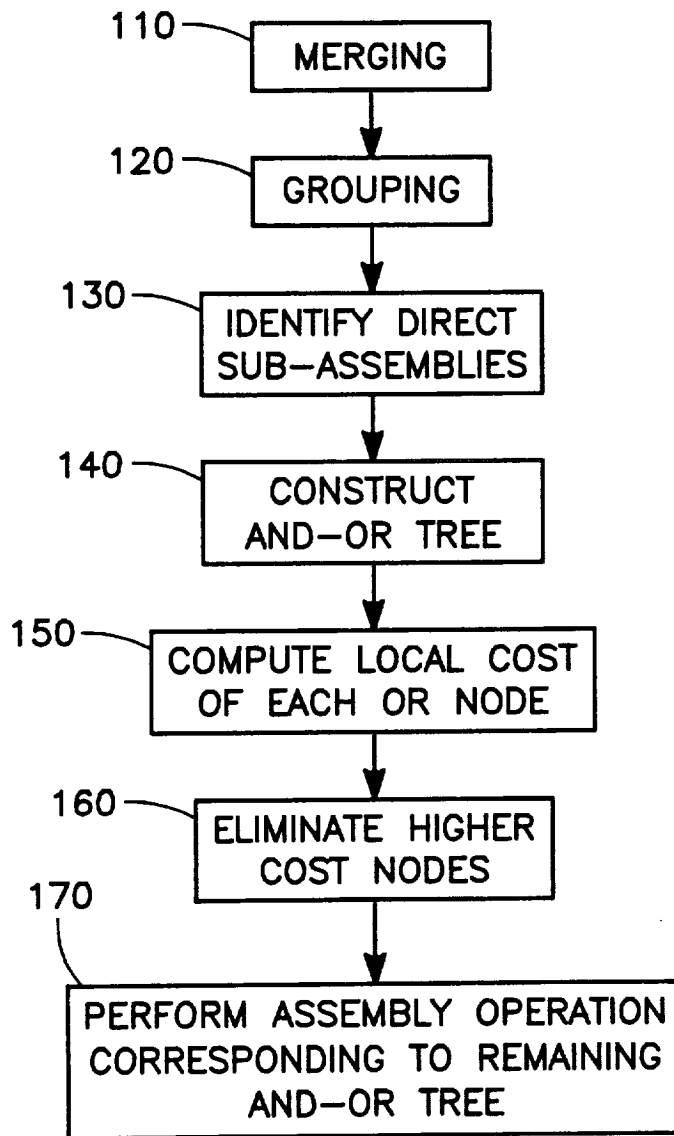 110
MERGING
120
GROUPING
130
IDENTIFY DIRECT
SUB-ASSEMBLIES
140
CONSTRUCT
AND-OR TREE
150
COMPUTE LOCAL COST
OF EACH OR NODE
160
ELIMINATE HIGHER
COST NODES
170
PERFORM ASSEMBLY OPERATION
CORRESPONDING TO REMAINING
AND-OR TREE